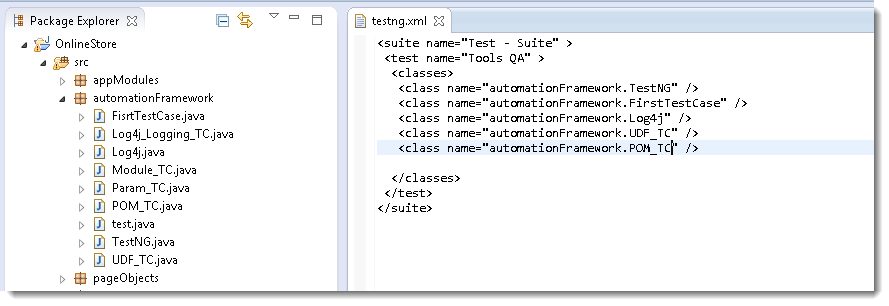 Package Explorer
OnlineStore
src
appModules
automationFramework
FisrtTestCase.java
Log4j_Logging_TC.java
Log4j.java
Module_TC.java
Param_TC.java
POM_TC.java
test.java
TestNG.java
UDF_TC.java
pageObjects
testng.xml
<suite name="Test - Suite" >
<test name="Tools QA" >
<classes>
<class name="automationFramework.TestNG" />
<class name="automationFramework.FirstTestCase" />
<class name="automationFramework.Log4j" />
<class name="automationFramework.UDF_TC" />
<class name="automationFramework.POM_TC" />
</classes>
</test>
</suite>